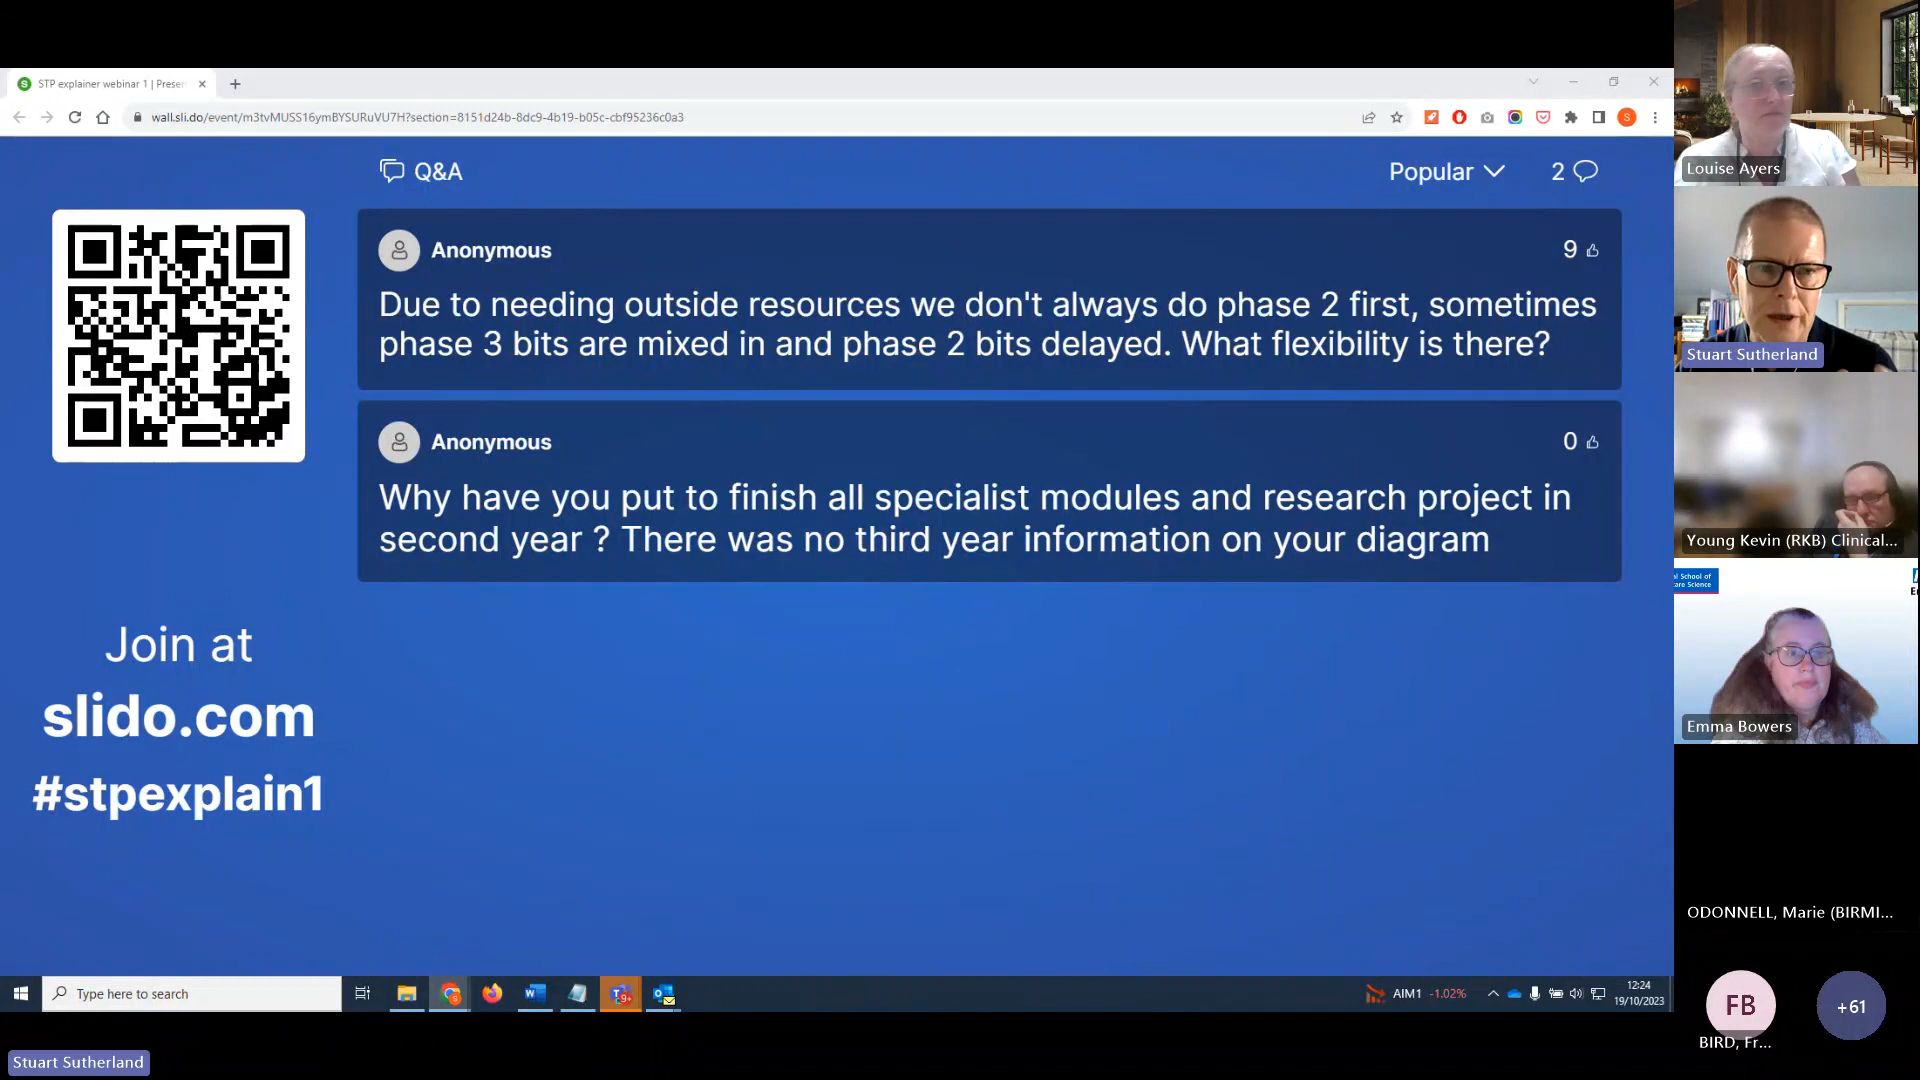 STP explainer webinar 1 | Preser
wall.sli.do/event/m3tvMUSS16ymBYSURuVU7H?section=8151d24b-8dc9-4b19-b05c-cbf95236c0a3
Q&A
Popular
2
Anonymous
9
Due to needing outside resources we don't always do phase 2 first, sometimes
phase 3 bits are mixed in and phase 2 bits delayed. What flexibility is there?
Anonymous
0
Why have you put to finish all specialist modules and research project in
second year ? There was no third year information on your diagram
Join at
slido.com
#stpexplain1
Type here to search
AIM1 -1.02%
12:24
19/10/2023
Stuart Sutherland
Louise Ayers
Stuart Sutherland
Young Kevin (RKB) Clinical...
l School of
are Science
Emma Bowers
ODONNELL, Marie (BIRMI...
FB
BIRD, Fr...
+61